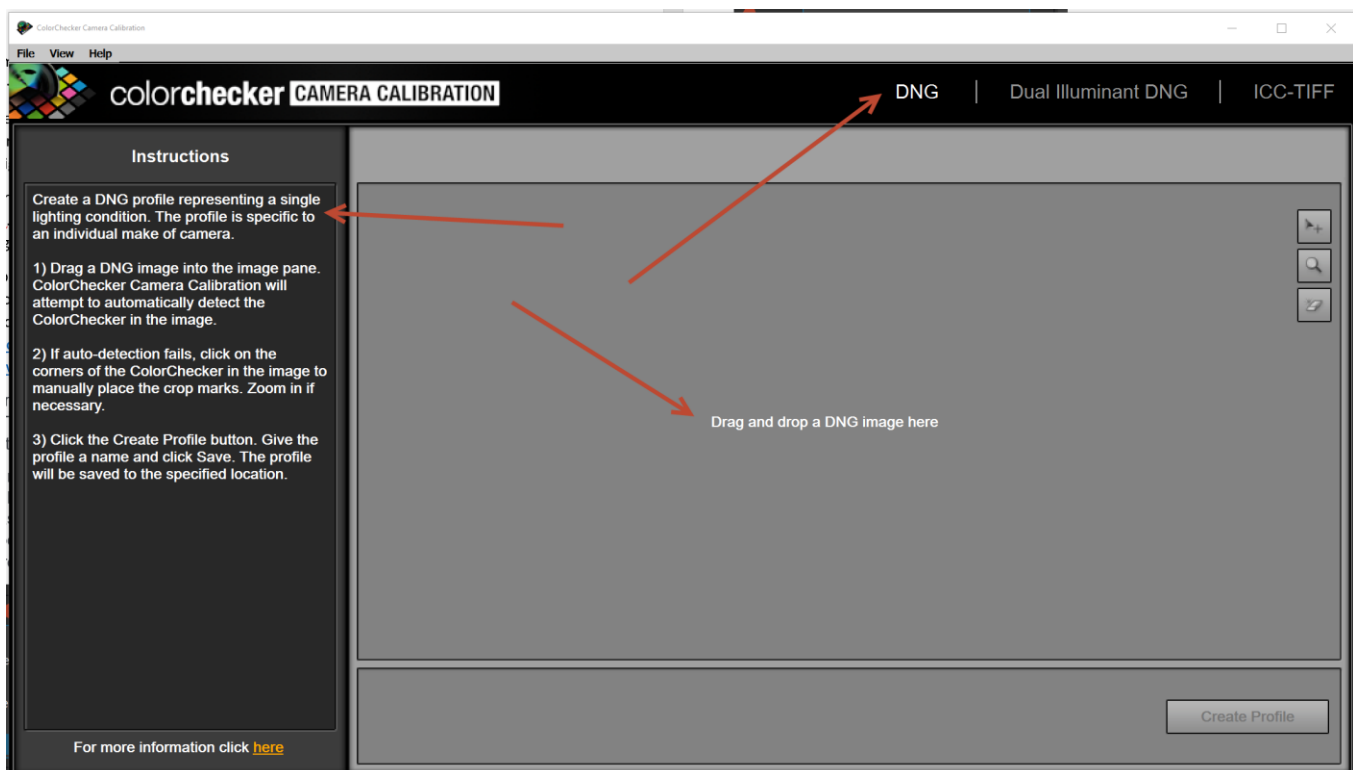 ColorChecker Camera Calibration
File View Help
colorchecker CAMERA CALIBRATION
DNG | Dual Illuminant DNG | ICC-TIFF
Instructions
Create a DNG profile representing a single
lighting condition. The profile is specific to
an individual make of camera.
1) Drag a DNG image into the image pane.
ColorChecker Camera Calibration will
attempt to automatically detect the
ColorChecker in the image.
2) If auto-detection fails, click on the
corners of the ColorChecker in the image to
manually place the crop marks. Zoom in if
necessary.
3) Click the Create Profile button. Give the
profile a name and click Save. The profile
will be saved to the specified location.
For more information click here
Drag and drop a DNG image here
Create Profile